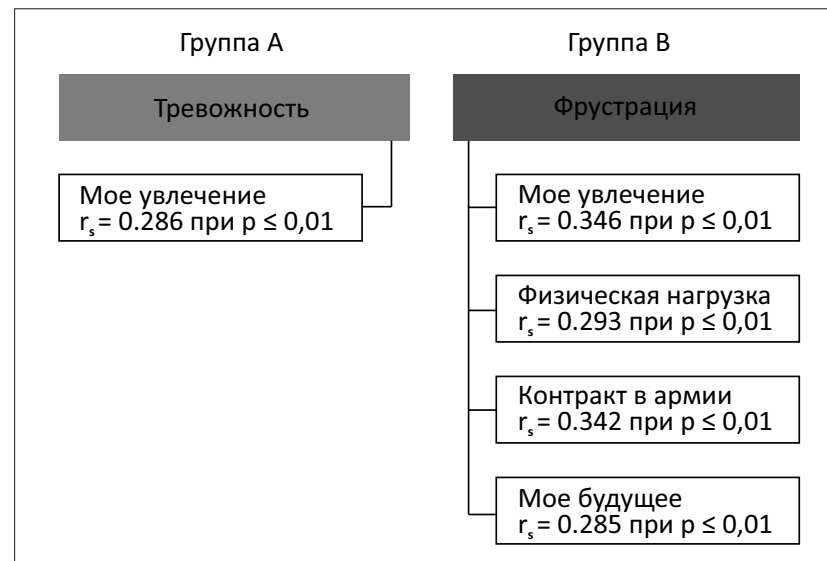 Группа А
Тревожность
Мое увлечение
rₛ = 0.286 при p ≤ 0,01
Группа В
Фрустрация
Мое увлечение
rₛ = 0.346 при p ≤ 0,01
Физическая нагрузка
rₛ = 0.293 при p ≤ 0,01
Контракт в армии
rₛ = 0.342 при p ≤ 0,01
Мое будущее
rₛ = 0.285 при p ≤ 0,01